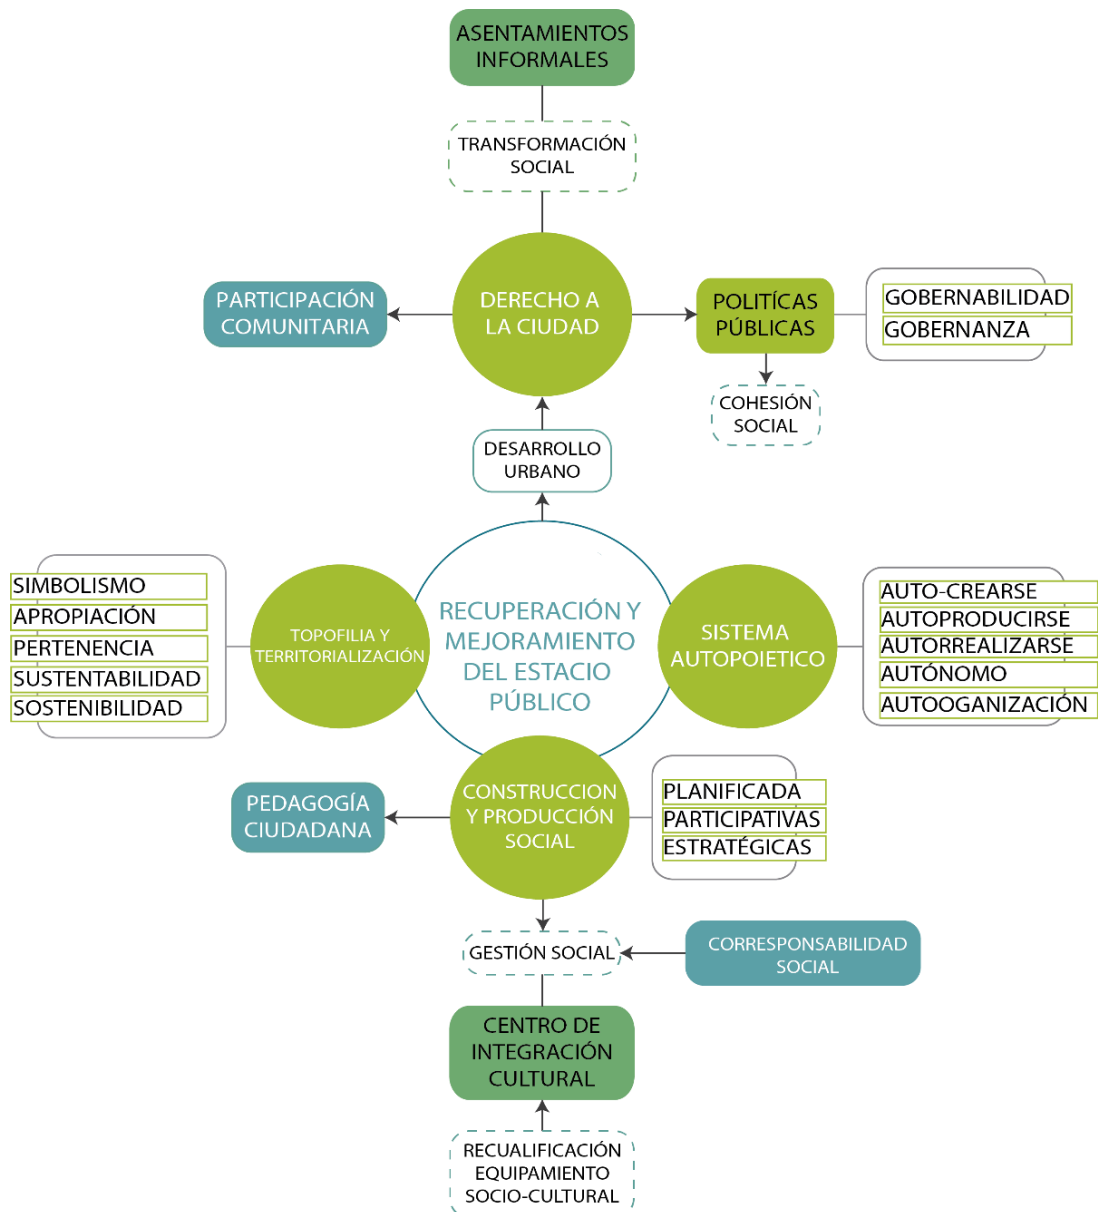 ASENTAMIENTOS
INFORMALES
TRANSFORMACIÓN
SOCIAL
PARTICIPACIÓN
COMUNITARIA
DERECHO A
LA CIUDAD
POLITÍCAS
PÚBLICAS
GOBERNABILIDAD
GOBERNANZA
COHESIÓN
SOCIAL
DESARROLLO
URBANO
SIMBOLISMO
APROPIACIÓN
PERTENENCIA
SUSTENTABILIDAD
SOSTENIBILIDAD
TOPOFILIA Y
TERRITORIALIZACIÓN
RECUPERACIÓN Y
MEJORAMIENTO
DEL ESTACIO
PÚBLICO
SISTEMA
AUTOPOIETICO
AUTO-CREARSE
AUTOPRODUCIRSE
AUTORREALIZARSE
AUTÓNOMO
AUTOOGANIZACIÓN
PEDAGOGÍA
CIUDADANA
CONSTRUCCION
Y PRODUCCIÓN
SOCIAL
PLANIFICADA
PARTICIPATIVAS
ESTRATÉGICAS
GESTIÓN SOCIAL
CORRESPONSABILIDAD
SOCIAL
CENTRO DE
INTEGRACIÓN
CULTURAL
RECUALIFICACIÓN
EQUIPAMIENTO
SOCIO-CULTURAL